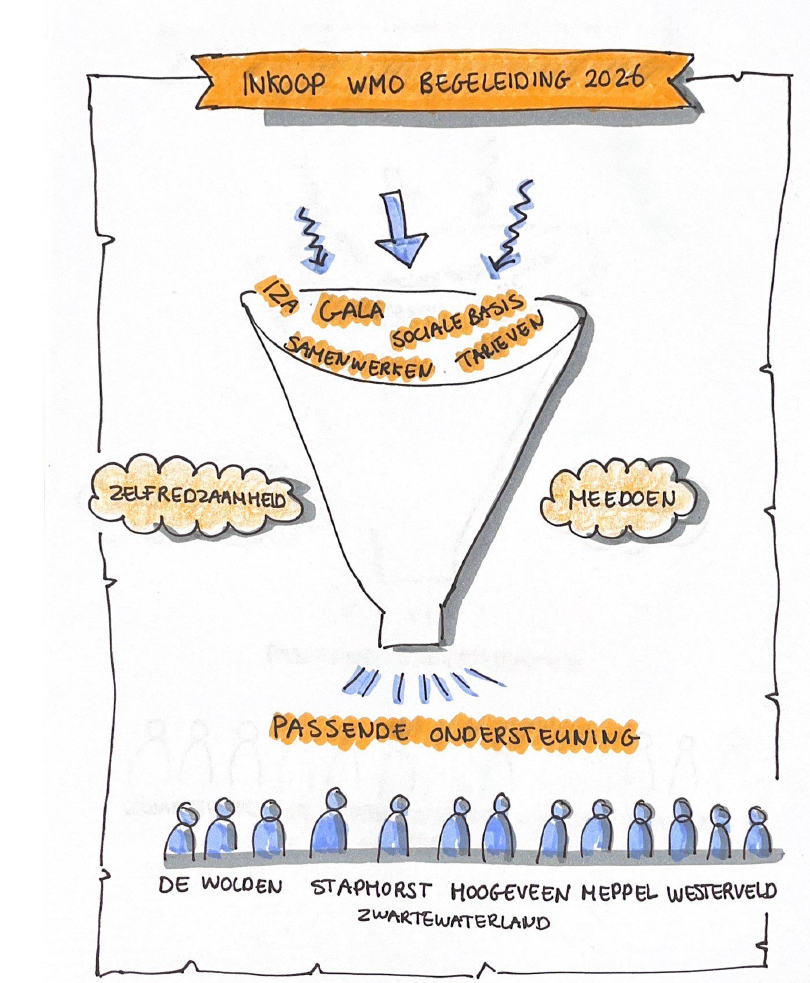 INKOOP WMO BEGELEIDING 2026
IZA
GALA
SOCIALE BASIS
SAMENWERKEN
TARIEVEN
ZELFREDZAAMHEID
MEEDOEN
PASSENDE ONDERSTEUNING
DE WOLDEN STAPHORST HOOGEVEEN MEPPEL WESTERVELD
ZWARTEWATERLAND